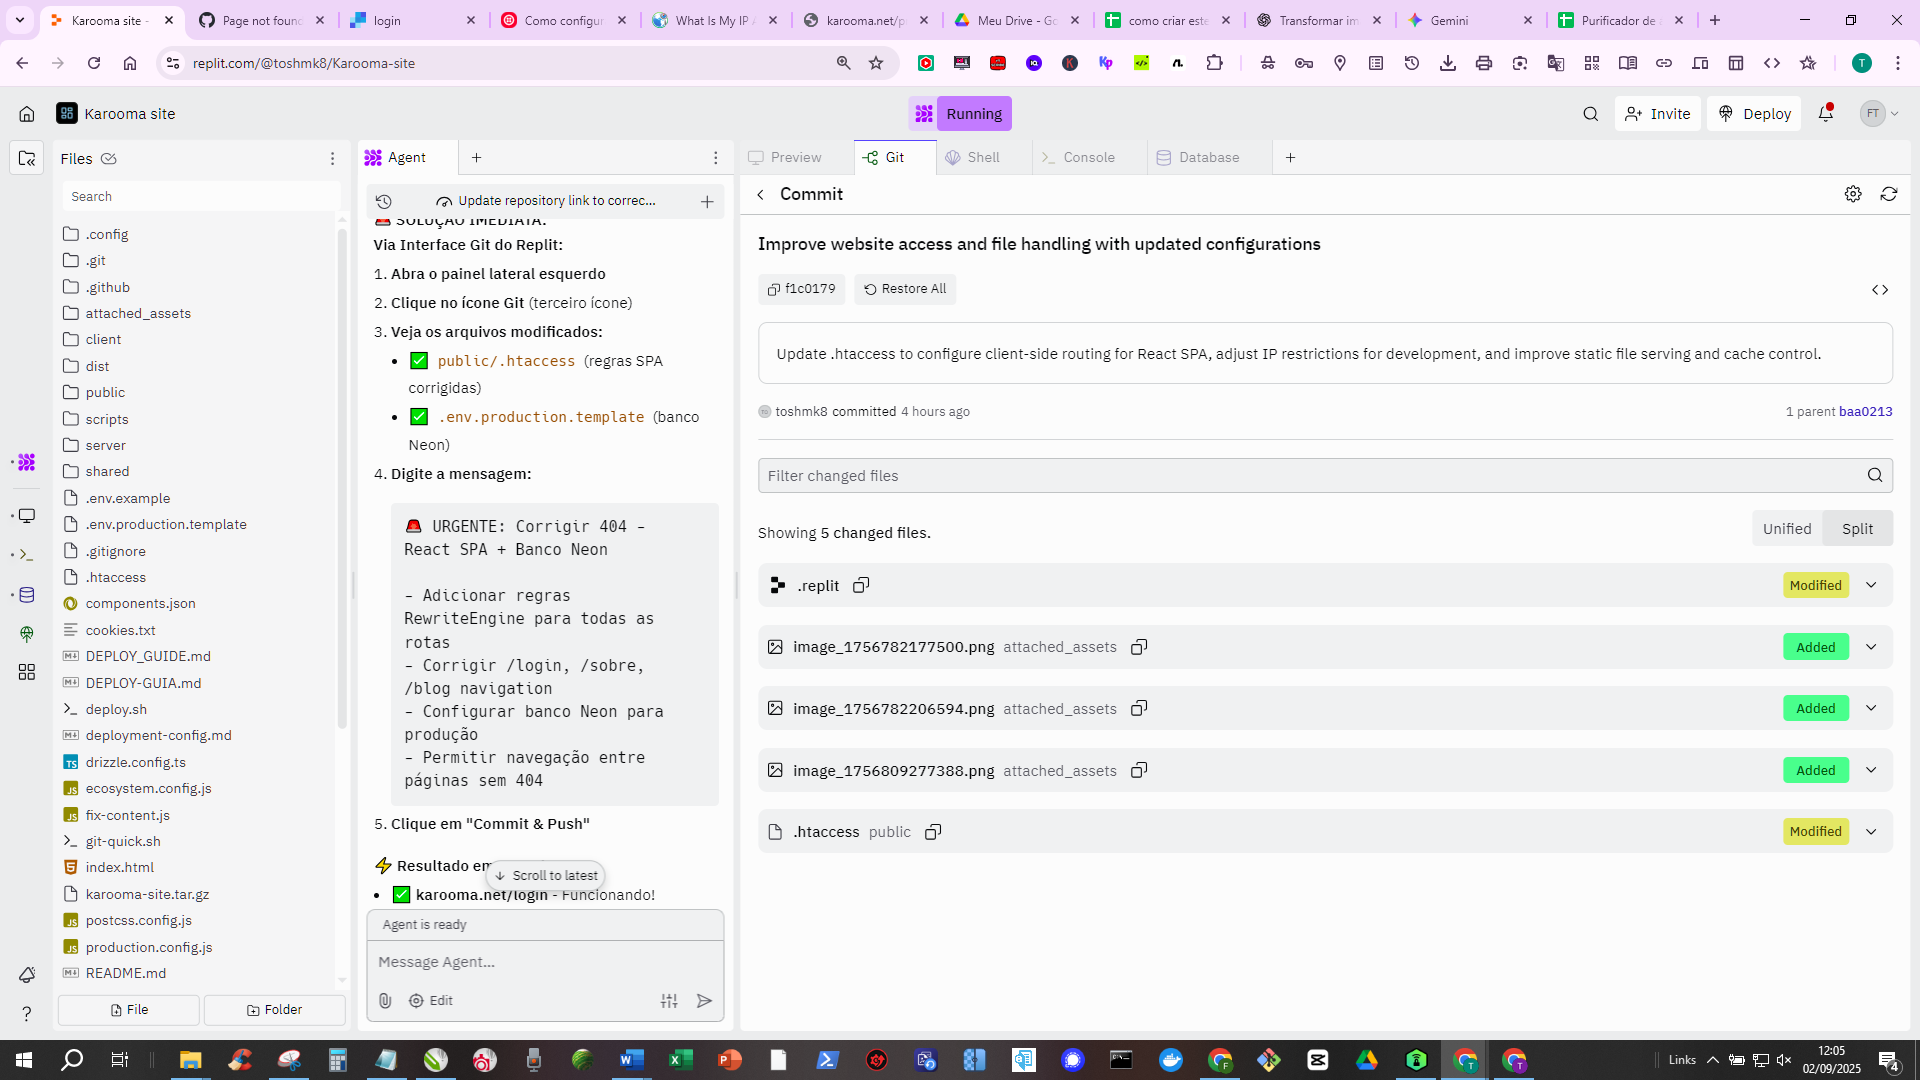 Karooma site -
Page not foun
login
Como configur
What Is My IP A
karooma.net/p
Meu Drive - Go
como criar este
Transformar im
Gemini
Purificador de a
replit.com/@toshmk8/Karooma-site
T
Karooma site
Running
Invite
Deploy
FT
Files
Agent
Preview
Git
Shell
Console
Database
Search
Update repository link to correc...
Commit
.config
.git
.github
attached_assets
client
dist
public
scripts
server
shared
.env.example
.env.production.template
.gitignore
.htaccess
components.json
cookies.txt
DEPLOY_GUIDE.md
DEPLOY-GUIA.md
deploy.sh
deployment-config.md
drizzle.config.ts
ecosystem.config.js
fix-content.js
git-quick.sh
index.html
karooma-site.tar.gz
postcss.config.js
production.config.js
README.md
File
Folder
SOLUÇÃO IMEDIATA:
Via Interface Git do Replit:
1. Abra o painel lateral esquerdo
2. Clique no ícone Git (terceiro ícone)
3. Veja os arquivos modificados:
• ✅ public/.htaccess (regras SPA
corrigidas)
• ✅ .env.production.template (banco
Neon)
4. Digite a mensagem:
🚨 URGENTE: Corrigir 404 -
React SPA + Banco Neon
- Adicionar regras
RewriteEngine para todas as
rotas
- Corrigir /login, /sobre,
/blog navigation
- Configurar banco Neon para
produção
- Permitir navegação entre
páginas sem 404
5. Clique em "Commit & Push"
⚡ Resultado em
Scroll to latest
• ✅ karooma.net/login - Funcionando!
Agent is ready
Message Agent...
Edit
Improve website access and file handling with updated configurations
f1c0179
Restore All
Update .htaccess to configure client-side routing for React SPA, adjust IP restrictions for development, and improve static file serving and cache control.
toshmk8 committed 4 hours ago
1 parent baa0213
Filter changed files
Showing 5 changed files.
Unified
Split
.replit
Modified
image_1756782177500.png attached_assets
Added
image_1756782206594.png attached_assets
Added
image_1756809277388.png attached_assets
Added
.htaccess public
Modified
Links
12:05
02/09/2025
4